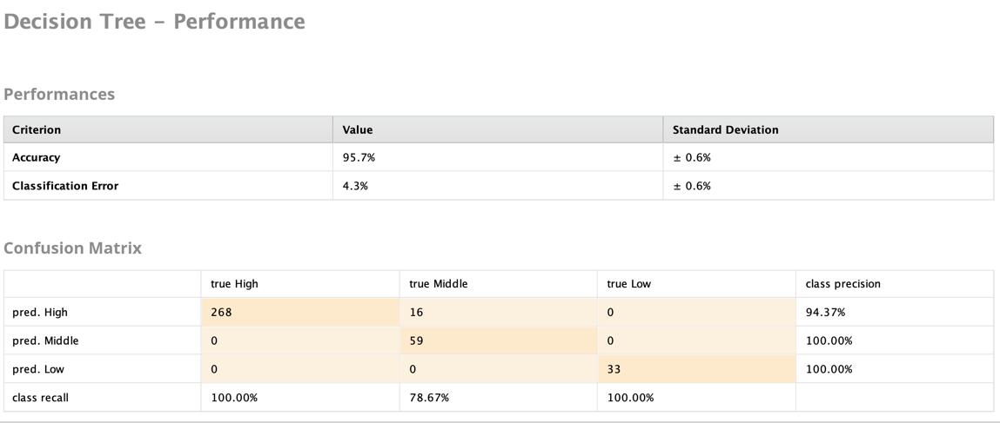 Decision Tree – Performance
Performances
Criterion Value Standard Deviation
Accuracy 95.7% ± 0.6%
Classification Error 4.3% ± 0.6%
Confusion Matrix
true High true Middle true Low class precision
pred. High 268 16 0 94.37%
pred. Middle 0 59 0 100.00%
pred. Low 0 0 33 100.00%
class recall 100.00% 78.67% 100.00%